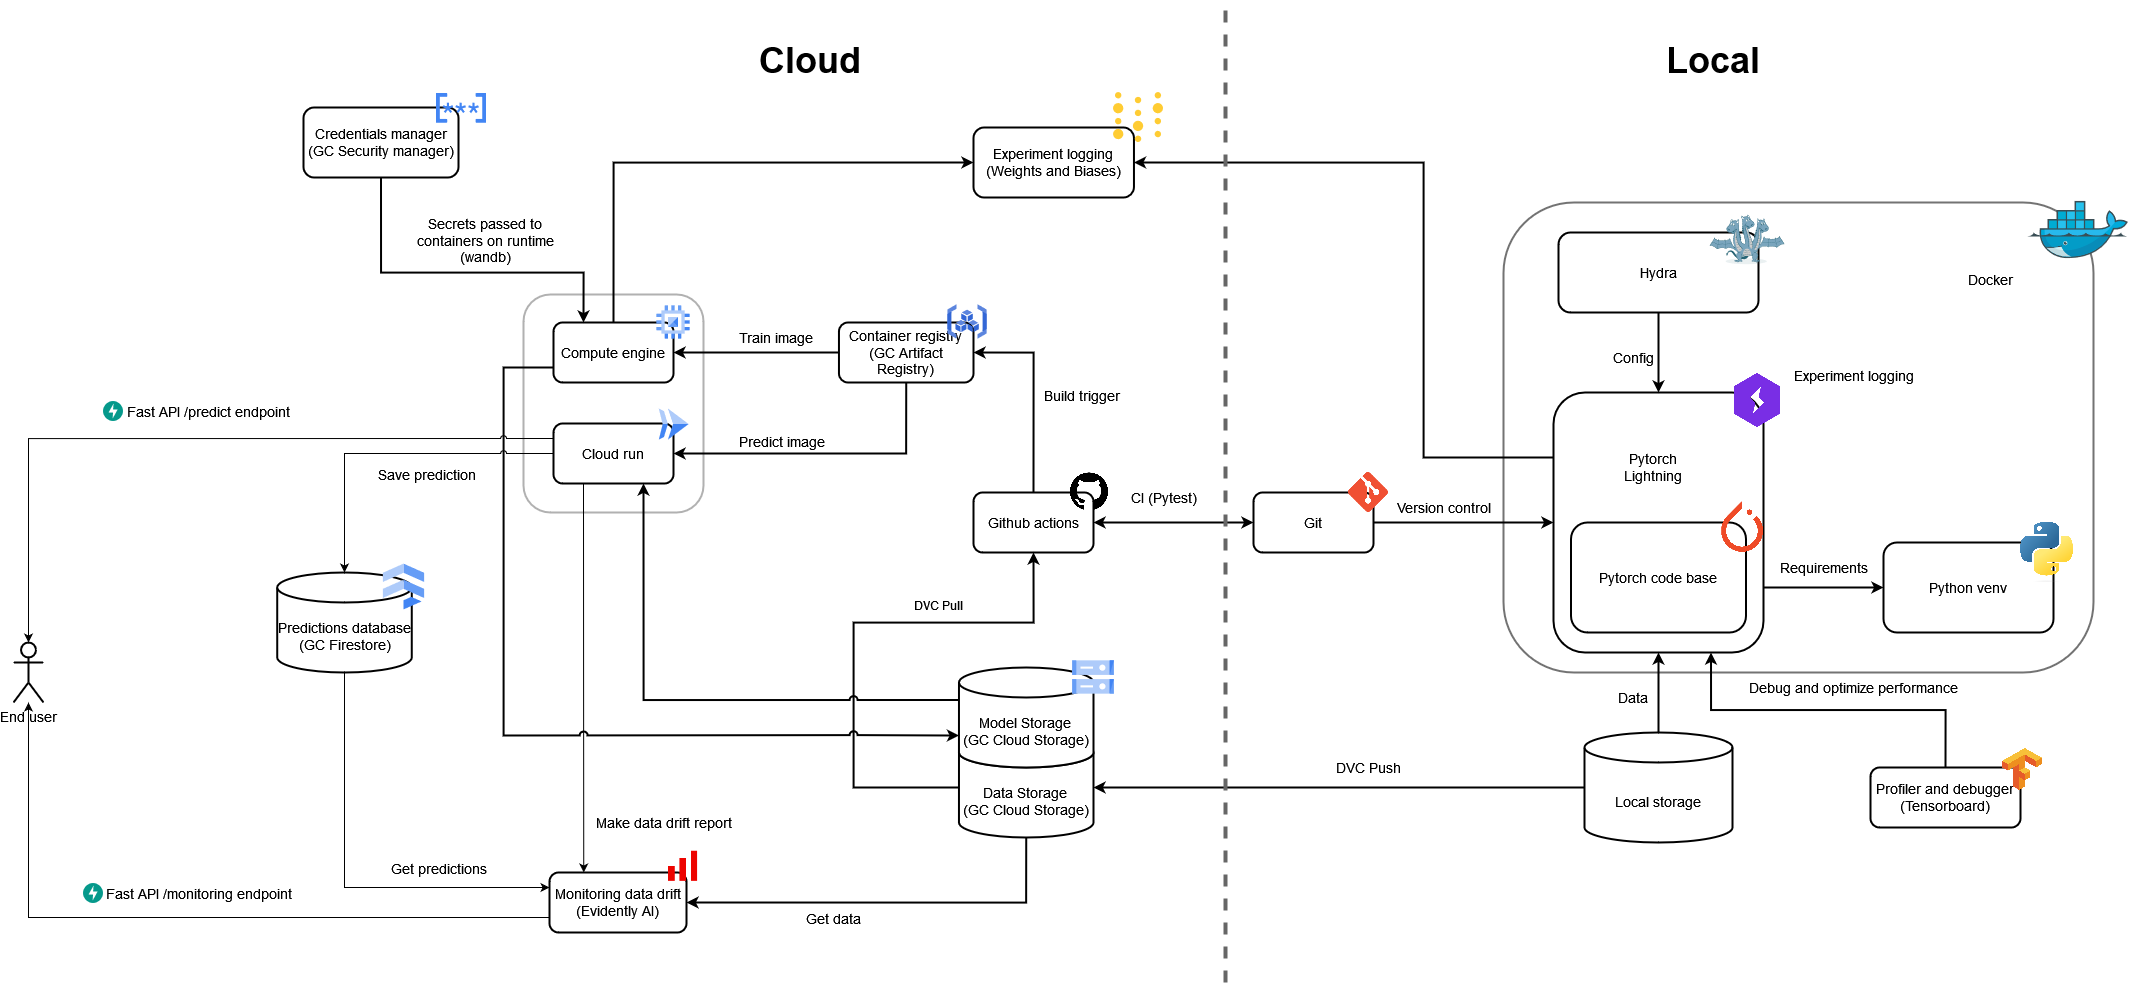 Cloud
Local
Credentials manager
(GC Security manager)
Experiment logging
(Weights and Biases)
Secrets passed to
containers on runtime
(wandb)
Hydra
Docker
Compute engine
Train image
Container registry
(GC Artifact
Registry)
Config
Experiment logging
Build trigger
Fast API /predict endpoint
Predict image
Cloud run
Save prediction
Pytorch
Lightning
CI (Pytest)
Github actions
Git
Version control
Pytorch code base
Requirements
Python venv
DVC Pull
Predictions database
(GC Firestore)
End user
Model Storage
(GC Cloud Storage)
Data
Debug and optimize performance
DVC Push
Data Storage
(GC Cloud Storage)
Local storage
Profiler and debugger
(Tensorboard)
Make data drift report
Get predictions
Fast API /monitoring endpoint
Monitoring data drift
(Evidently AI)
Get data